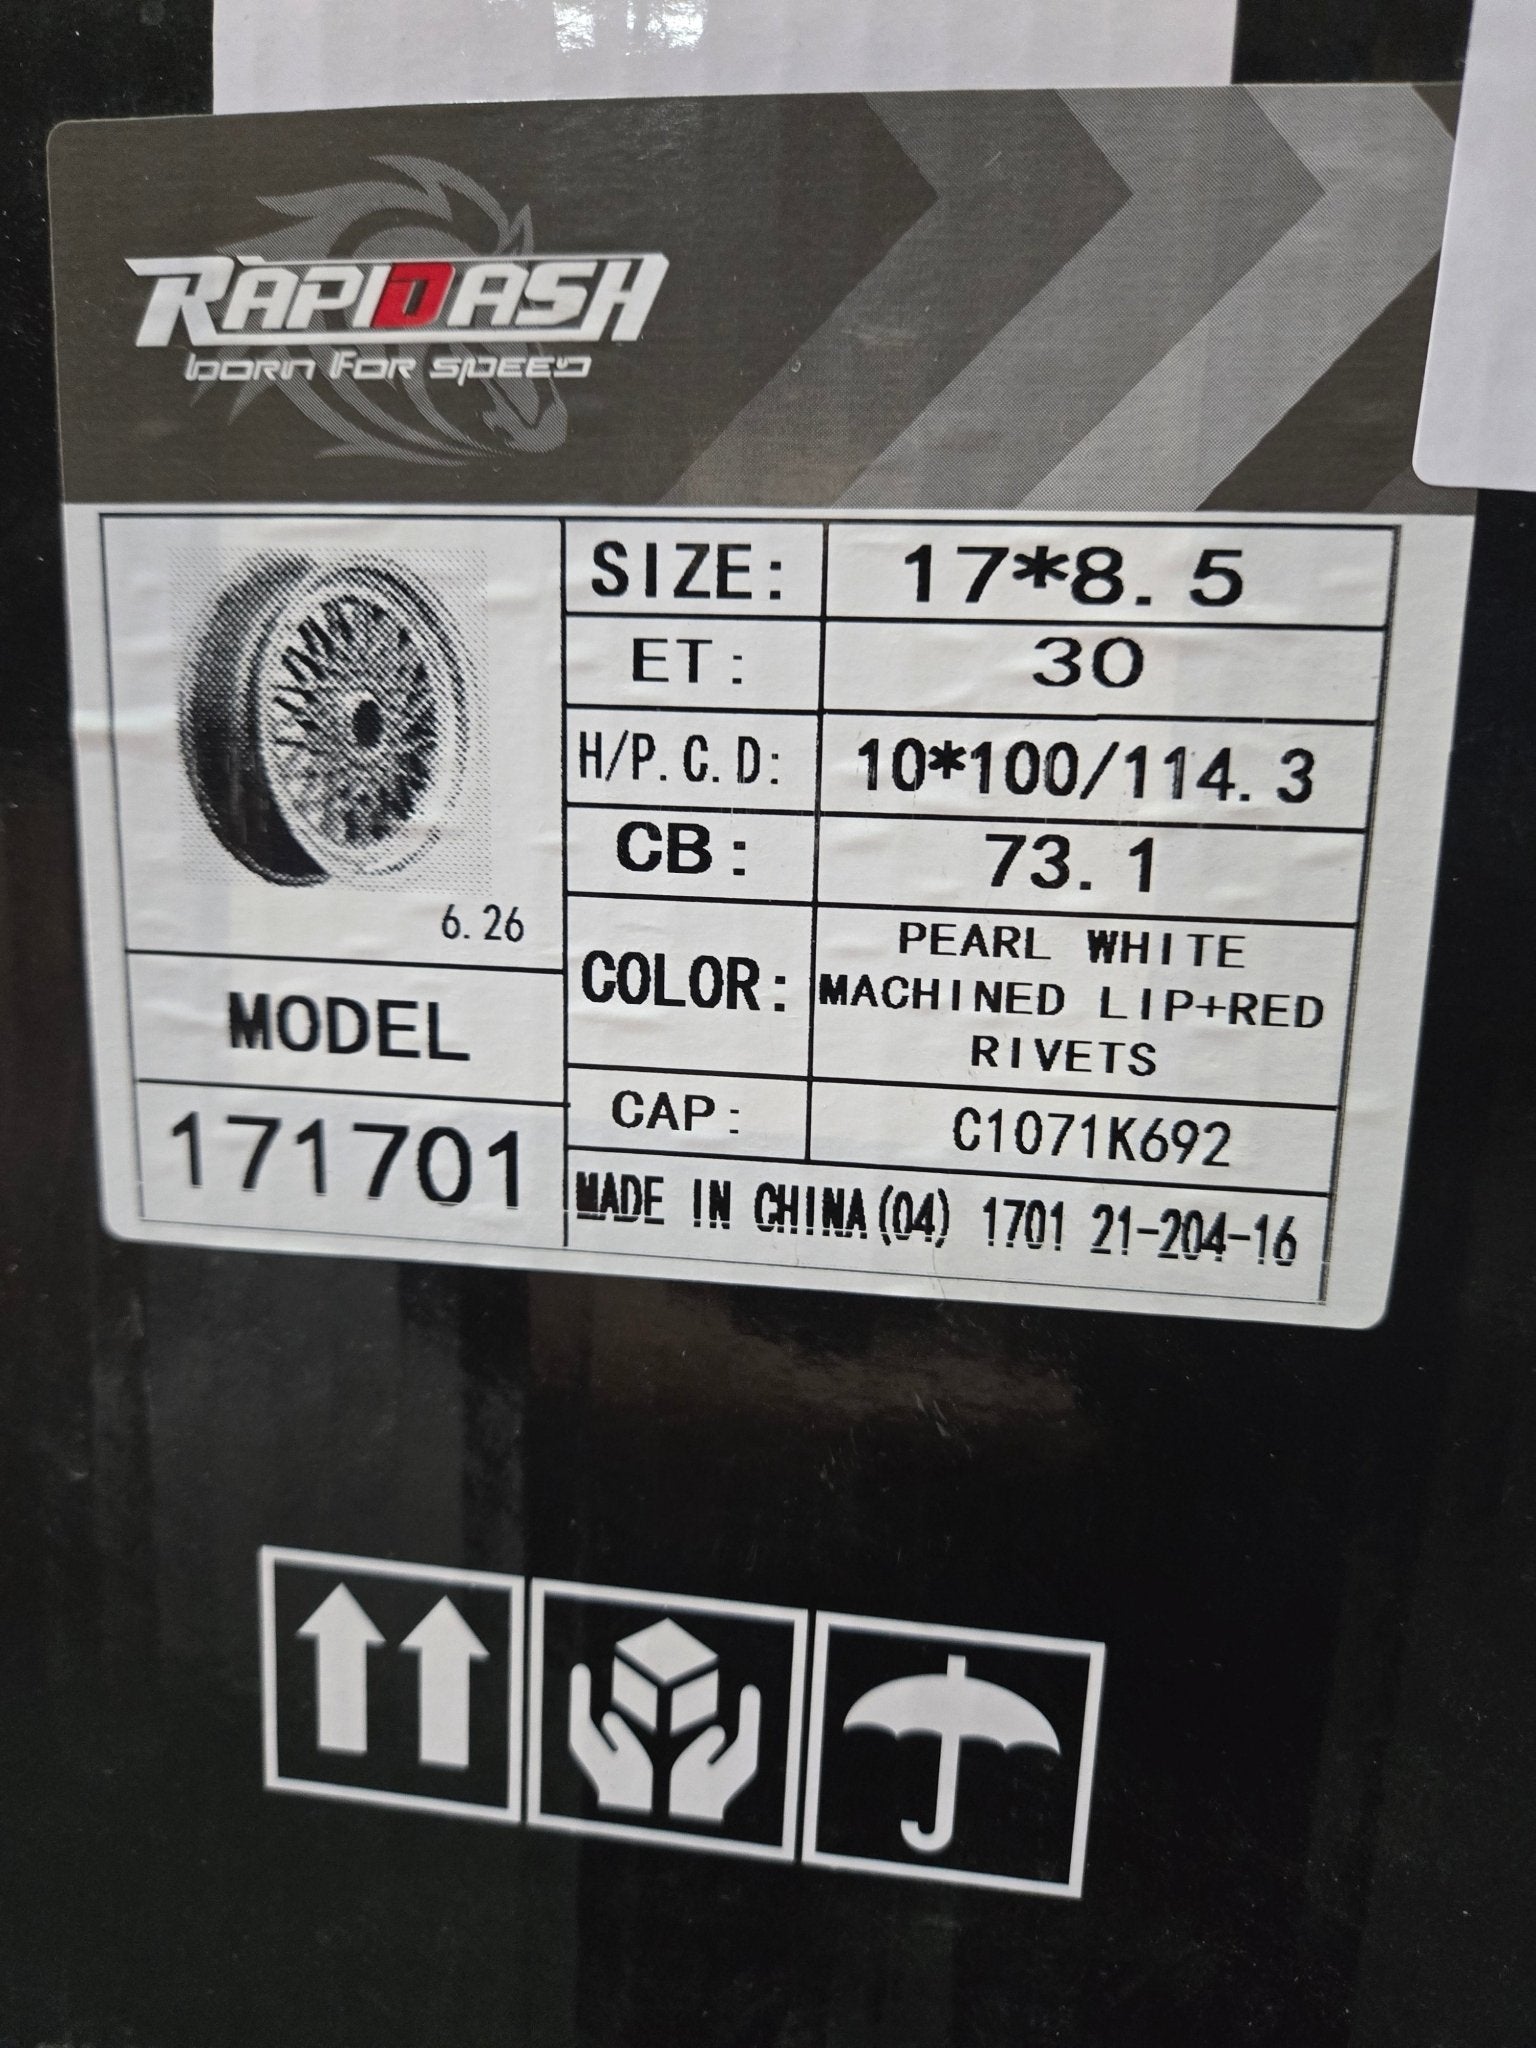 RAPIDASH
BORN FOR SPEED
SIZE: 17*8.5
ET: 30
H/P.C.D: 10*100/114.3
CB: 73.1
6.26
COLOR: PEARL WHITE
MACHINED LIP+RED
RIVETS
MODEL
171701
CAP: C1071K692
MADE IN CHINA(04) 1701 21-204-16